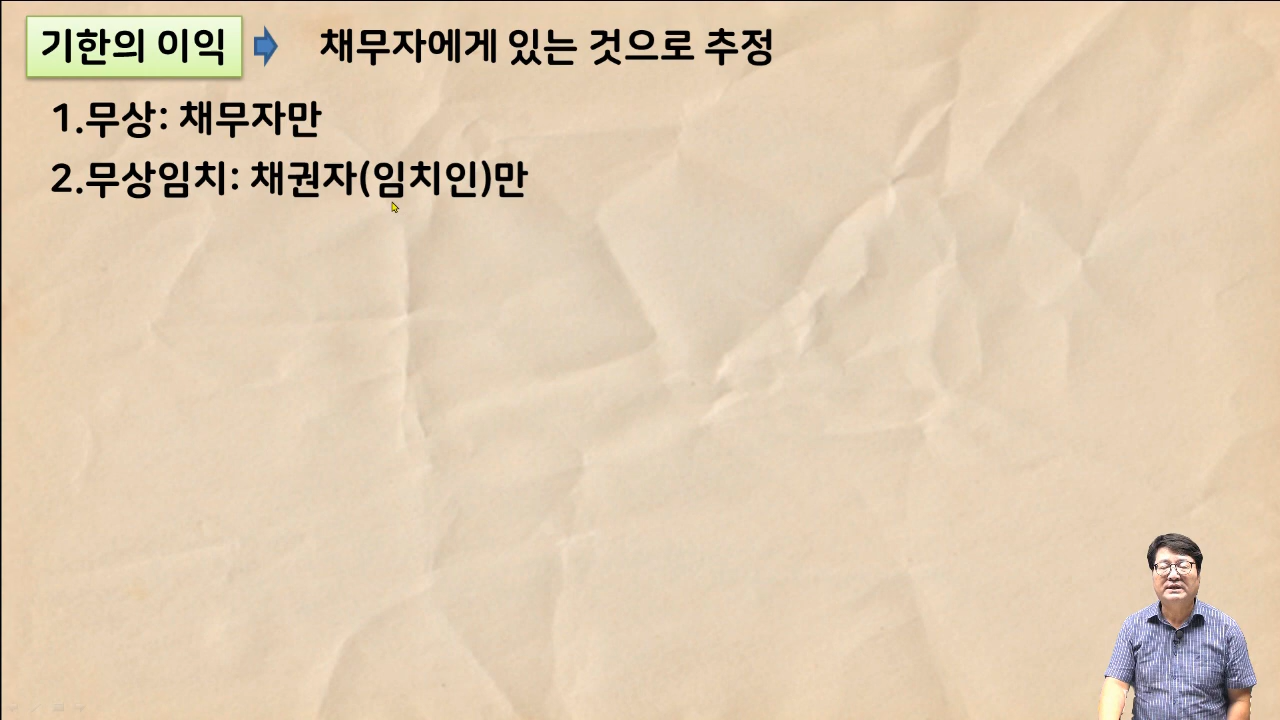 기한의 이익 채무자에게 있는 것으로 추정
1.무상: 채무자만
2.무상임치: 채권자(임치인)만